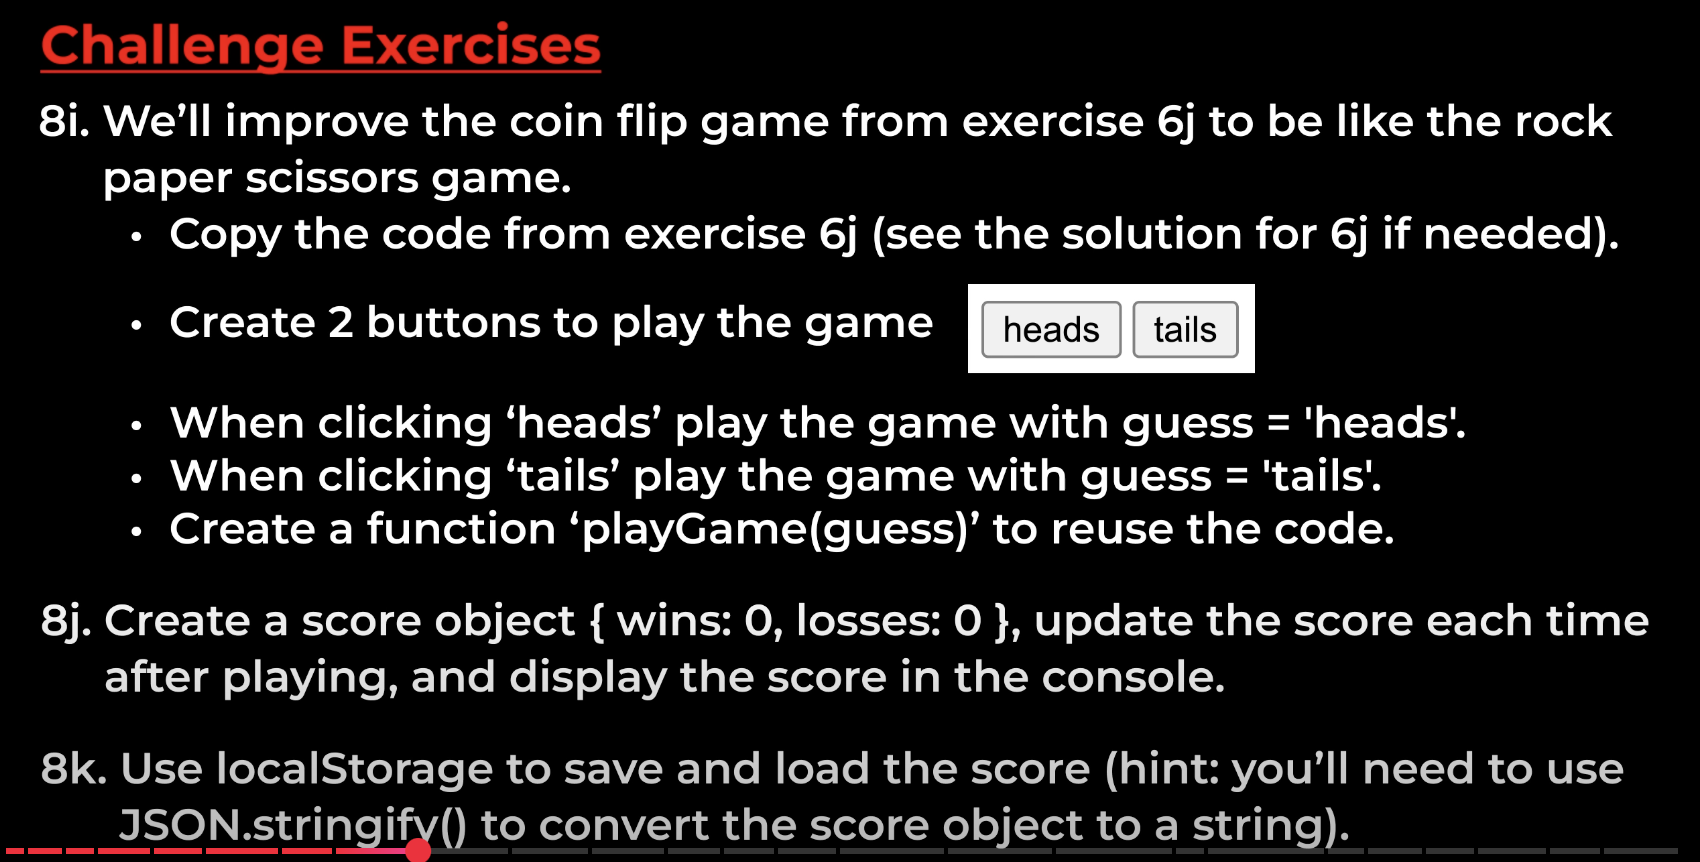 Challenge Exercises
8i. We’ll improve the coin flip game from exercise 6j to be like the rock
paper scissors game.
• Copy the code from exercise 6j (see the solution for 6j if needed).
• Create 2 buttons to play the game heads tails
• When clicking ‘heads’ play the game with guess = 'heads'.
• When clicking ‘tails’ play the game with guess = 'tails'.
• Create a function ‘playGame(guess)’ to reuse the code.
8j. Create a score object { wins: 0, losses: 0 }, update the score each time
after playing, and display the score in the console.
8k. Use localStorage to save and load the score (hint: you’ll need to use
JSON.stringify() to convert the score object to a string).